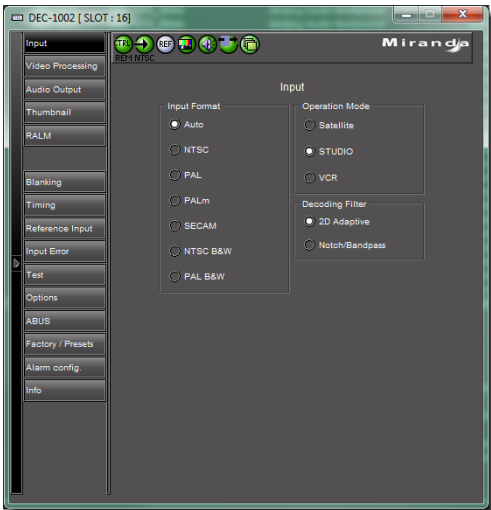 DEC-1002 [ SLOT : 16]
Input
Video Processing
Audio Output
Thumbnail
RALM
Blanking
Timing
Reference Input
Input Error
Test
Options
ABUS
Factory / Presets
Alarm config.
Info
CTRL REF
REM NTSC
Miranda
Input
Input Format
Auto
NTSC
PAL
PALm
SECAM
NTSC B&W
PAL B&W
Operation Mode
Satellite
STUDIO
VCR
Decoding Filter
2D Adaptive
Notch/Bandpass